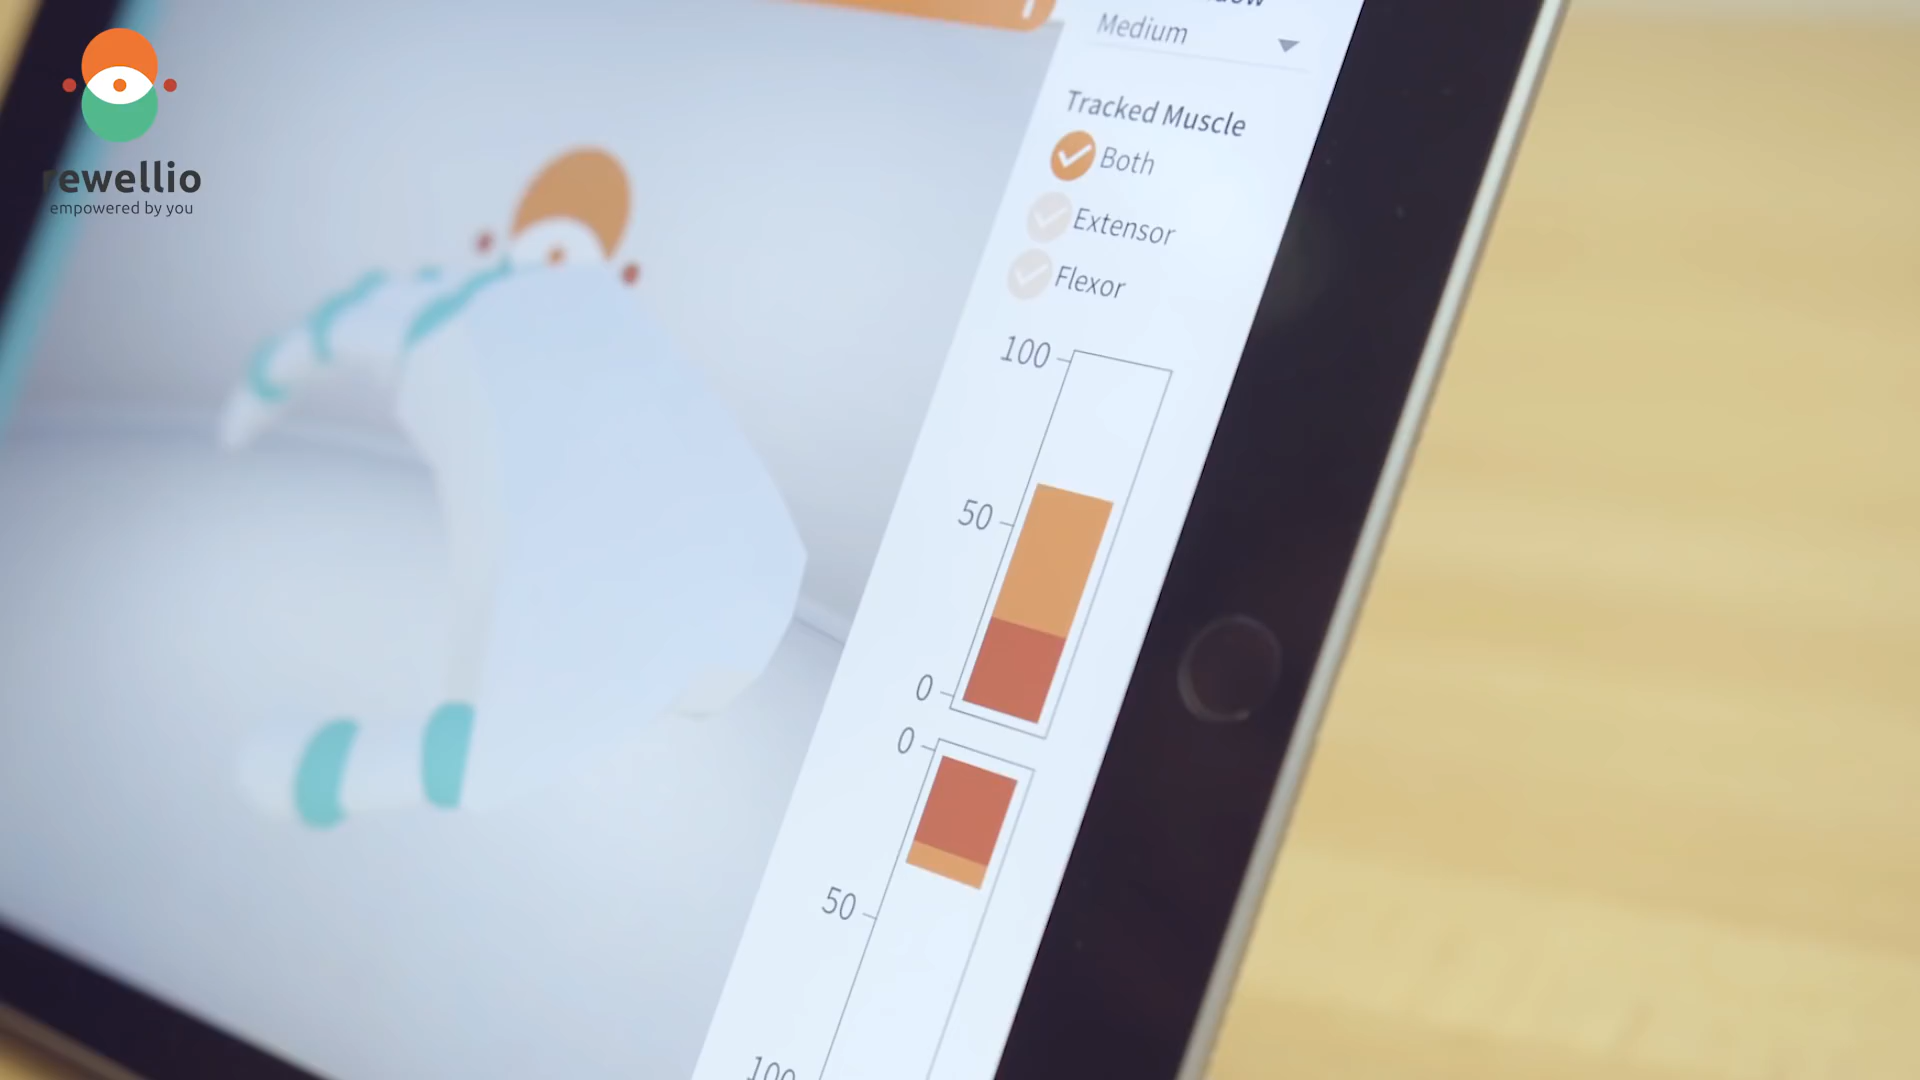 rewellio
empowered by you
Medium
Tracked Muscle
Both
Extensor
Flexor
100
50
0
0
50
100